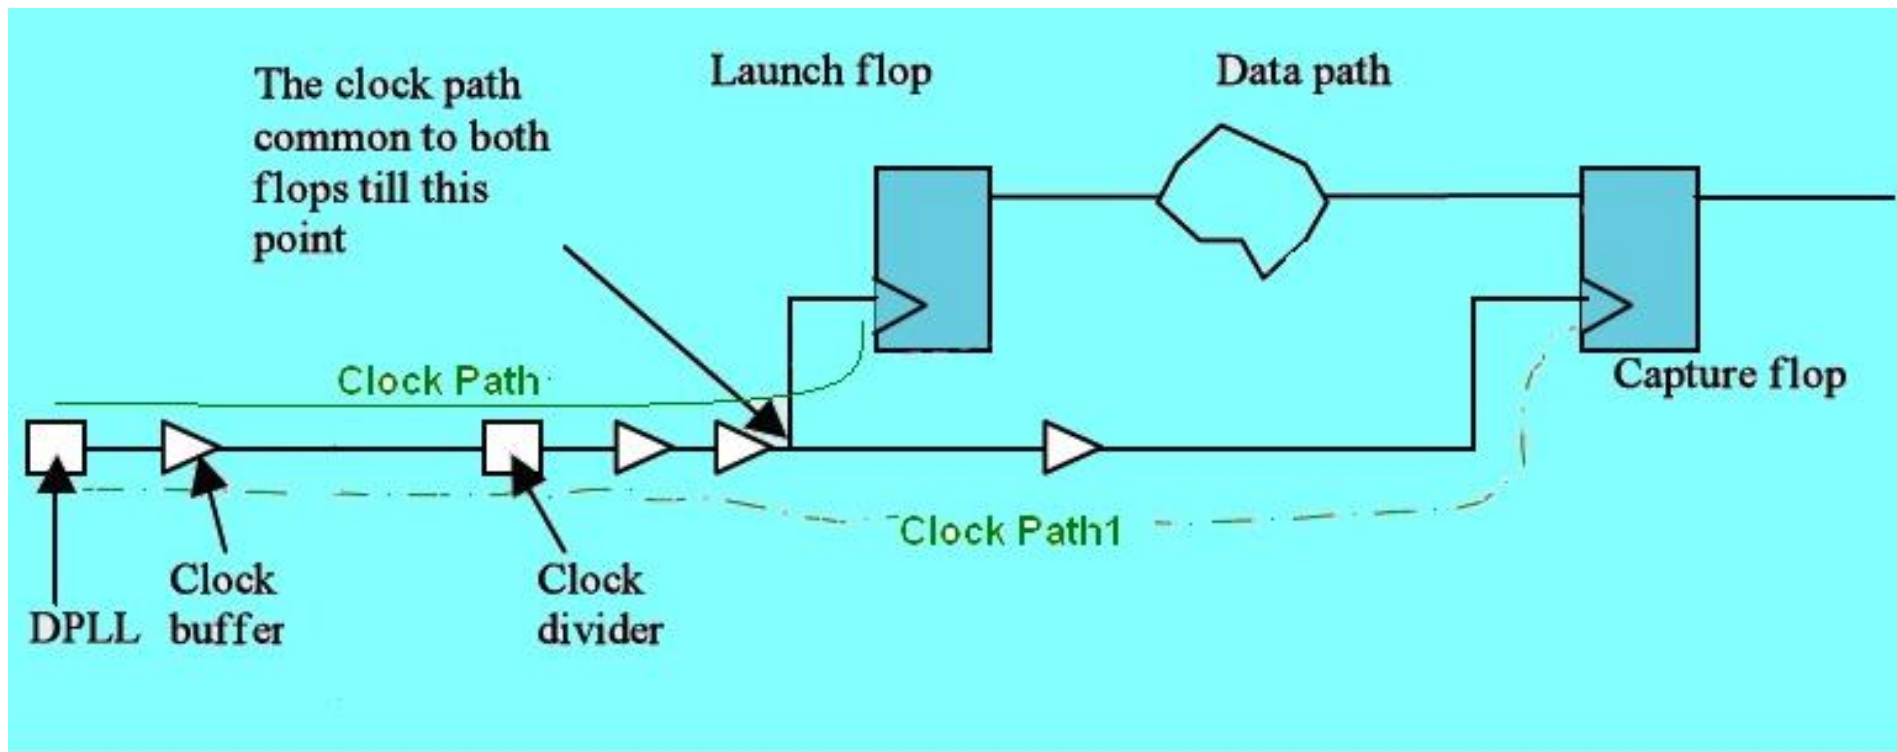 The clock path
common to both
flops till this
point
Launch flop
Data path
Clock Path
Capture flop
Clock Path1
DPLL
Clock
buffer
Clock
divider